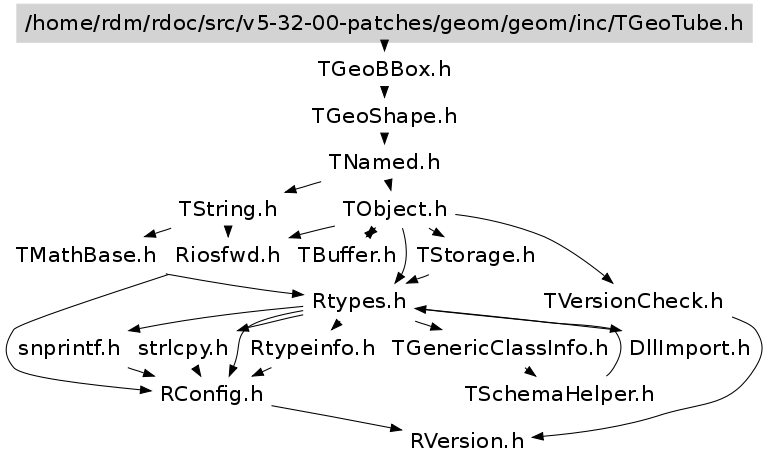 /home/rdm/rdoc/src/v5-32-00-patches/geom/geom/inc/TGeoTube.h
TGeoBBox.h
TGeoShape.h
TNamed.h
TString.h
TObject.h
TMathBase.h
Riosfwd.h
TBuffer.h
TStorage.h
Rtypes.h
TVersionCheck.h
snprintf.h
strlcpy.h
Rtypeinfo.h
TGenericClassInfo.h
DllImport.h
RConfig.h
TSchemaHelper.h
RVersion.h